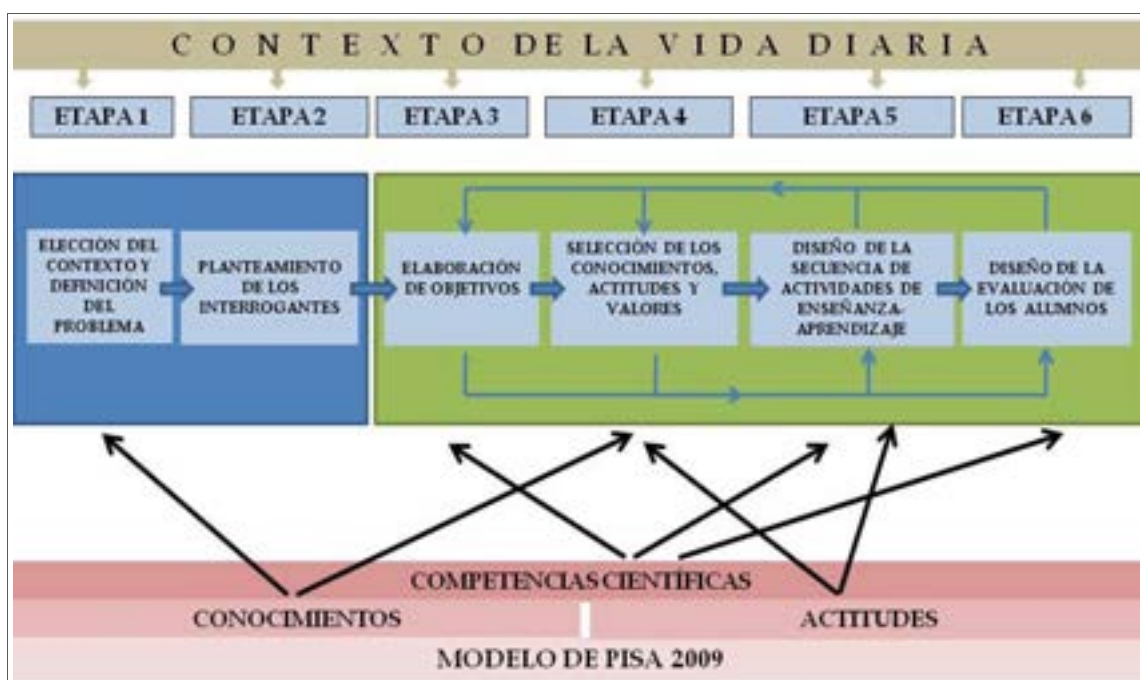 CONTEXTO DE LA VIDA DIARIA
ETAPA 1
ETAPA 2
ETAPA 3
ETAPA 4
ETAPA 5
ETAPA 6
ELECCIÓN DEL
CONTEXTO Y
DEFINICIÓN
DEL
PROBLEMA
PLANTEAMIENTO
DE LOS
INTERROGANTES
ELABORACIÓN
DE OBJETIVOS
SELECCIÓN DE LOS
CONOCIMIENTOS,
ACTITUDES Y
VALORES
DISEÑO DE LA
SECUENCIA DE
ACTIVIDADES DE
ENSEÑANZA-
APRENDIZAJE
DISEÑO DE LA
EVALUACIÓN DE
LOS ALUMNOS
COMPETENCIAS CIENTÍFICAS
CONOCIMIENTOS
ACTITUDES
MODELO DE PISA 2009